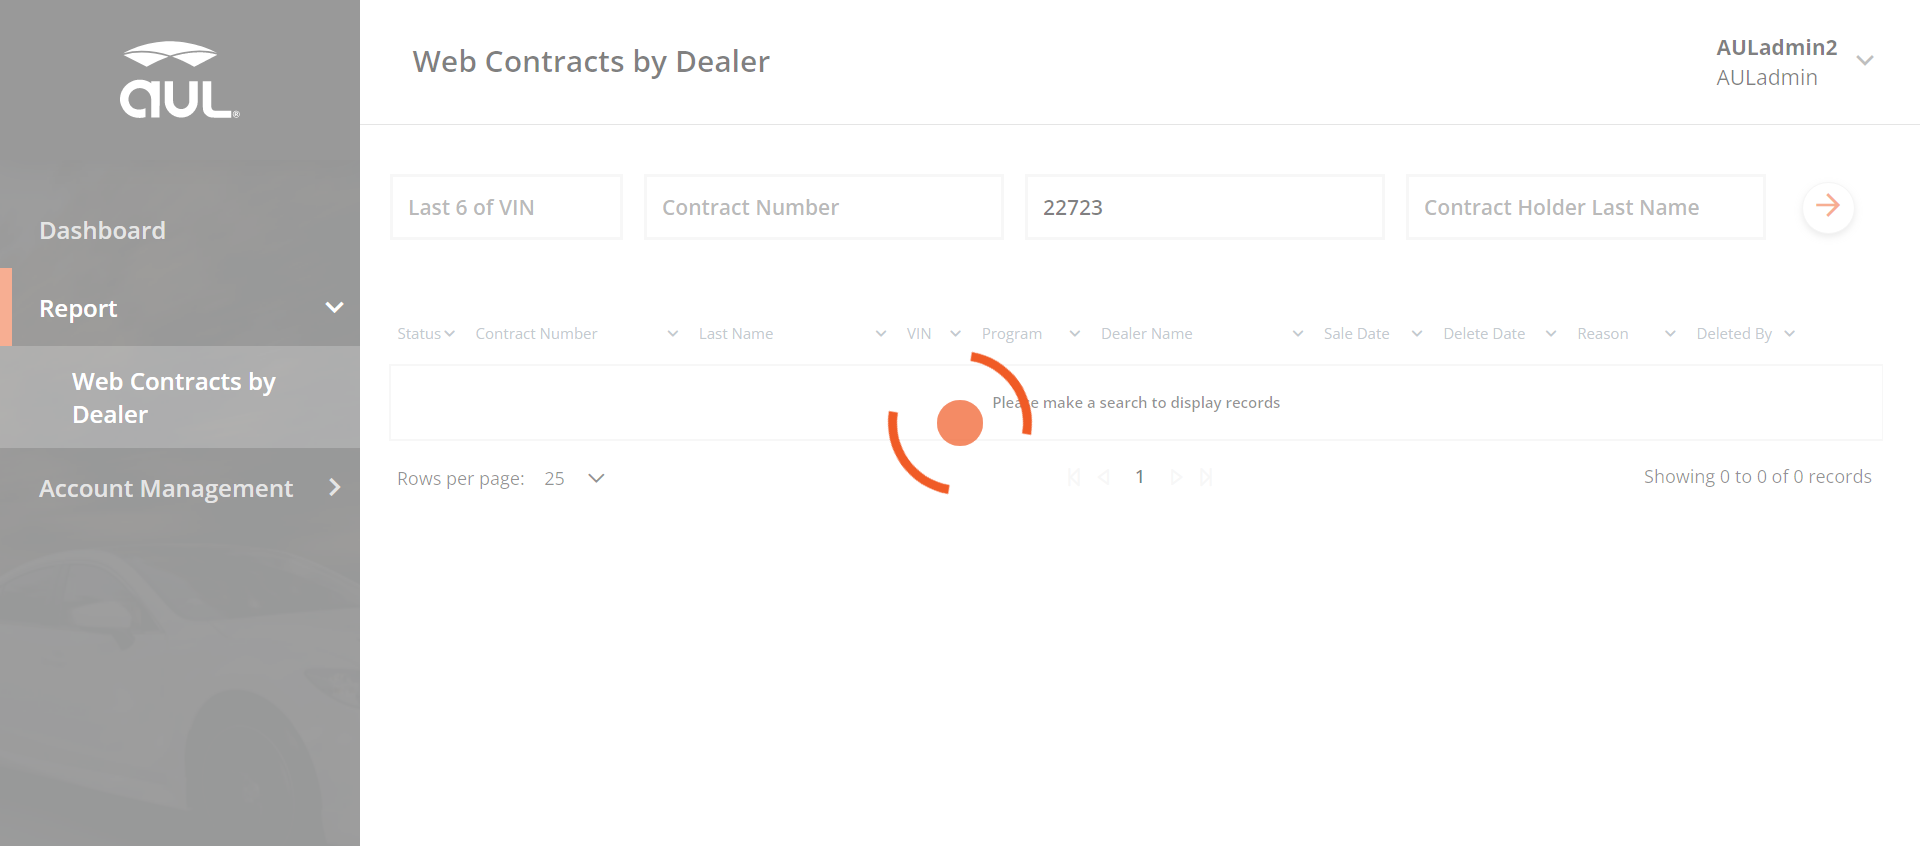 aUL®
Dashboard
Report
Web Contracts by
Dealer
Account Management
Web Contracts by Dealer
AULadmin2
AULadmin
Last 6 of VIN
Contract Number
22723
Contract Holder Last Name
Status Contract Number Last Name VIN Program Dealer Name Sale Date Delete Date Reason Deleted By
Please make a search to display records
Rows per page: 25
1
Showing 0 to 0 of 0 records